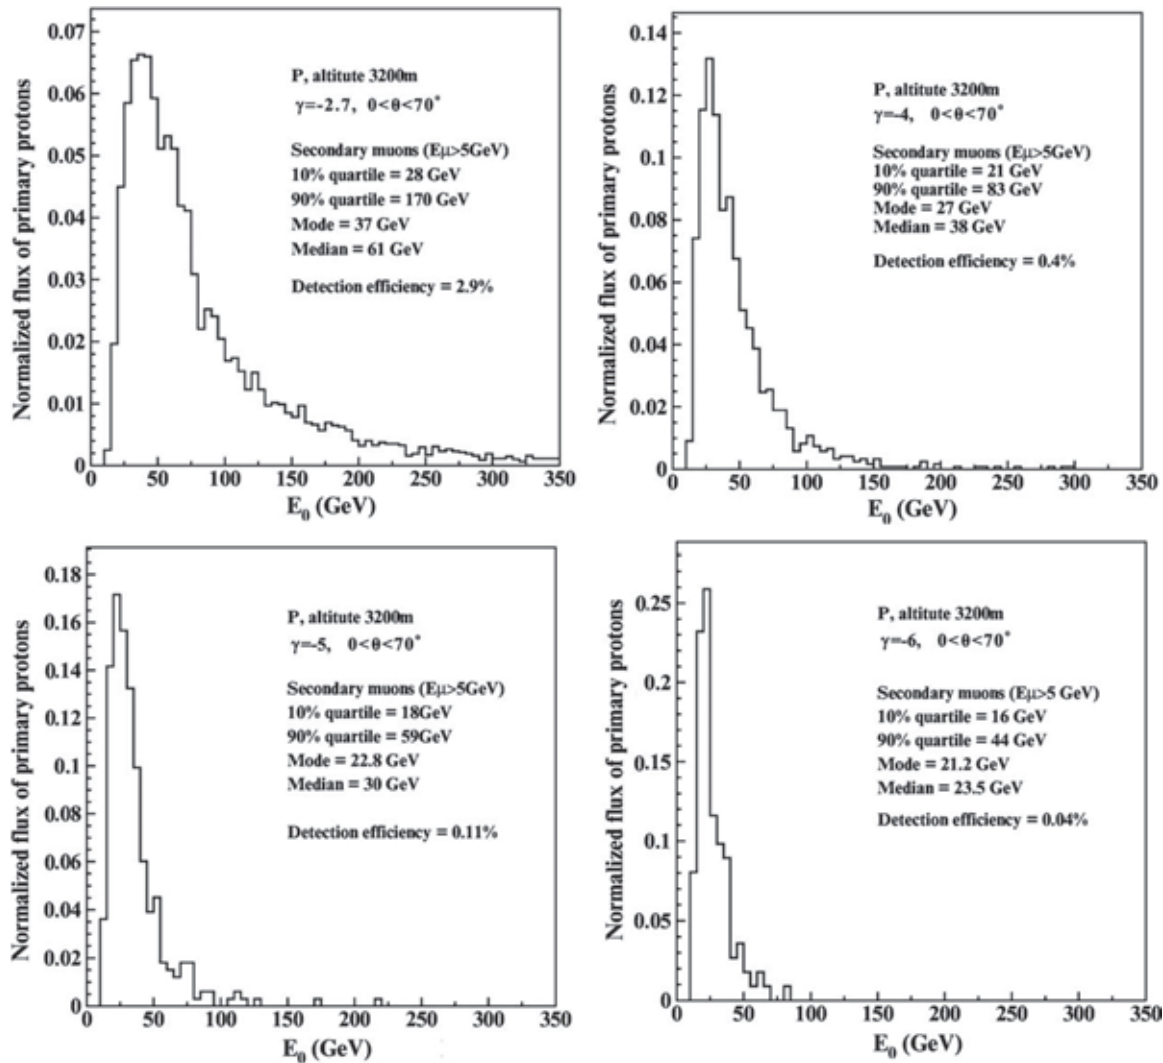 Normalized flux of primary protons
0.07
0.06
0.05
0.04
0.03
0.02
0.01
0
P, altitute 3200m
γ=-2.7, 0<θ<70°
Secondary muons (Eμ>5GeV)
10% quartile = 28 GeV
90% quartile = 170 GeV
Mode = 37 GeV
Median = 61 GeV
Detection efficiency = 2.9%
0 50 100 150 200 250 300 350
E₀ (GeV)
Normalized flux of primary protons
0.14
0.12
0.1
0.08
0.06
0.04
0.02
0
P, altitute 3200m
γ=-4, 0<θ<70°
Secondary muons (Eμ>5GeV)
10% quartile = 21 GeV
90% quartile = 83 GeV
Mode = 27 GeV
Median = 38 GeV
Detection efficiency = 0.4%
0 50 100 150 200 250 300 350
E₀ (GeV)
Normalized flux of primary protons
0.18
0.16
0.14
0.12
0.1
0.08
0.06
0.04
0.02
0
P, altitute 3200m
γ=-5, 0<θ<70°
Secondary muons (Eμ>5GeV)
10% quartile = 18GeV
90% quartile = 59GeV
Mode = 22.8 GeV
Median = 30 GeV
Detection efficiency = 0.11%
0 50 100 150 200 250 300 350
E₀ (GeV)
Normalized flux of primary protons
0.25
0.2
0.15
0.1
0.05
0
P, altitute 3200m
γ=-6, 0<θ<70°
Secondary muons (Eμ>5 GeV)
10% quartile = 16 GeV
90% quartile = 44 GeV
Mode = 21.2 GeV
Median = 23.5 GeV
Detection efficiency = 0.04%
0 50 100 150 200 250 300 350
E₀ (GeV)